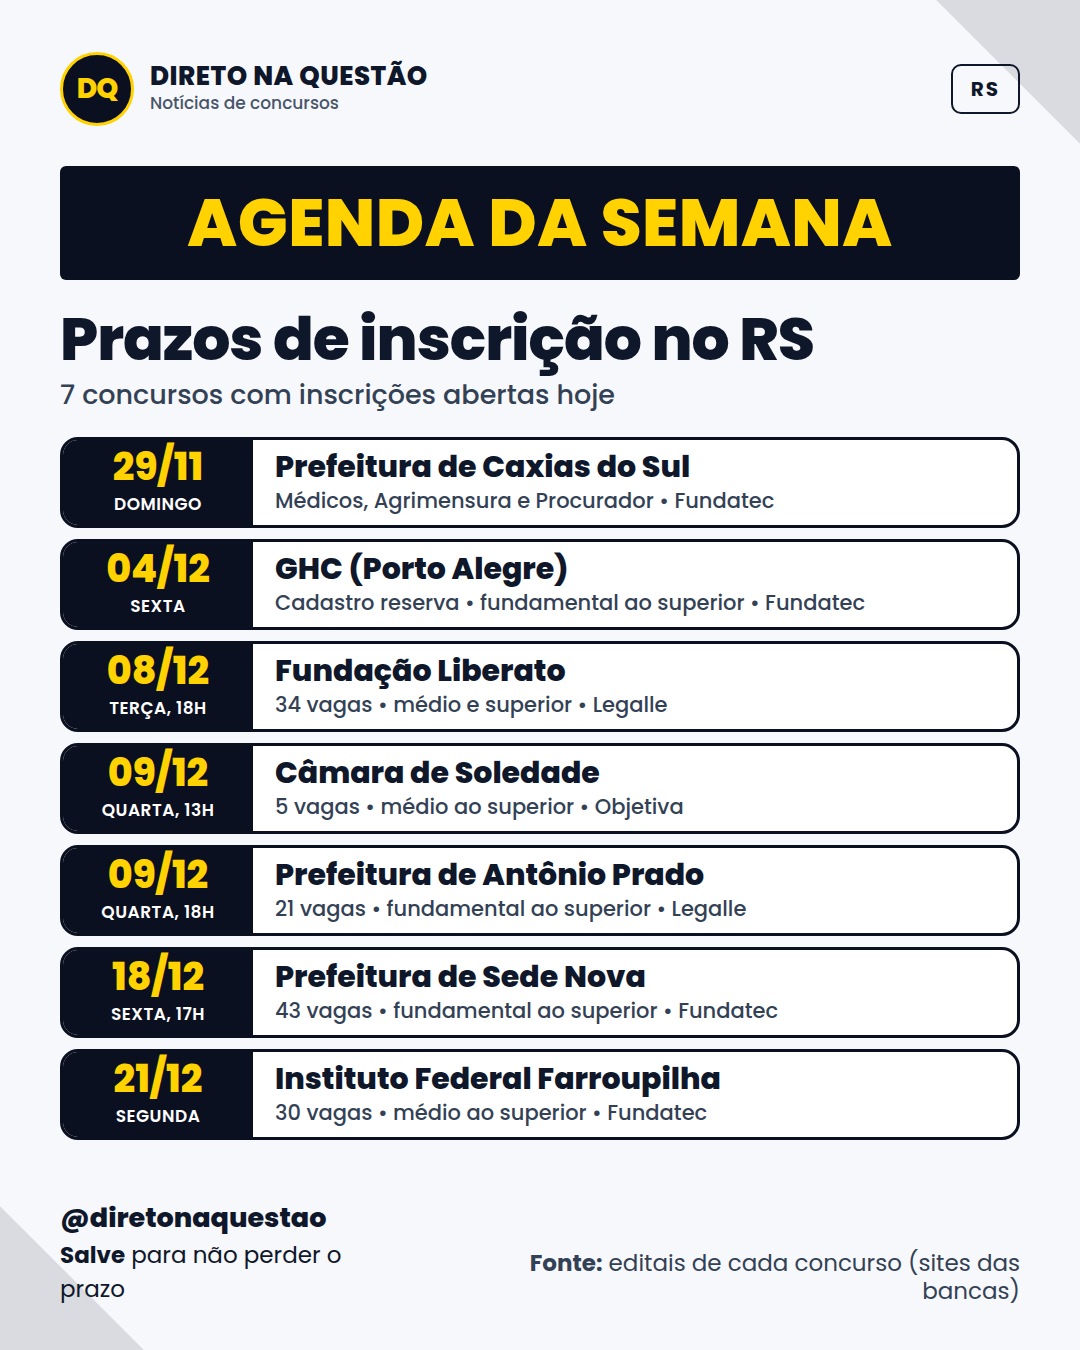 DQ
DIRETO NA QUESTÃO
Notícias de concursos
RS
AGENDA DA SEMANA
Prazos de inscrição no RS
7 concursos com inscrições abertas hoje
29/11
DOMINGO
Prefeitura de Caxias do Sul
Médicos, Agrimensura e Procurador • Fundatec
04/12
SEXTA
GHC (Porto Alegre)
Cadastro reserva • fundamental ao superior • Fundatec
08/12
TERÇA, 18H
Fundação Liberato
34 vagas • médio e superior • Legalle
09/12
QUARTA, 13H
Câmara de Soledade
5 vagas • médio ao superior • Objetiva
09/12
QUARTA, 18H
Prefeitura de Antônio Prado
21 vagas • fundamental ao superior • Legalle
18/12
SEXTA, 17H
Prefeitura de Sede Nova
43 vagas • fundamental ao superior • Fundatec
21/12
SEGUNDA
Instituto Federal Farroupilha
30 vagas • médio ao superior • Fundatec
@diretonaquestao
Salve para não perder o
prazo
Fonte: editais de cada concurso (sites das
bancas)